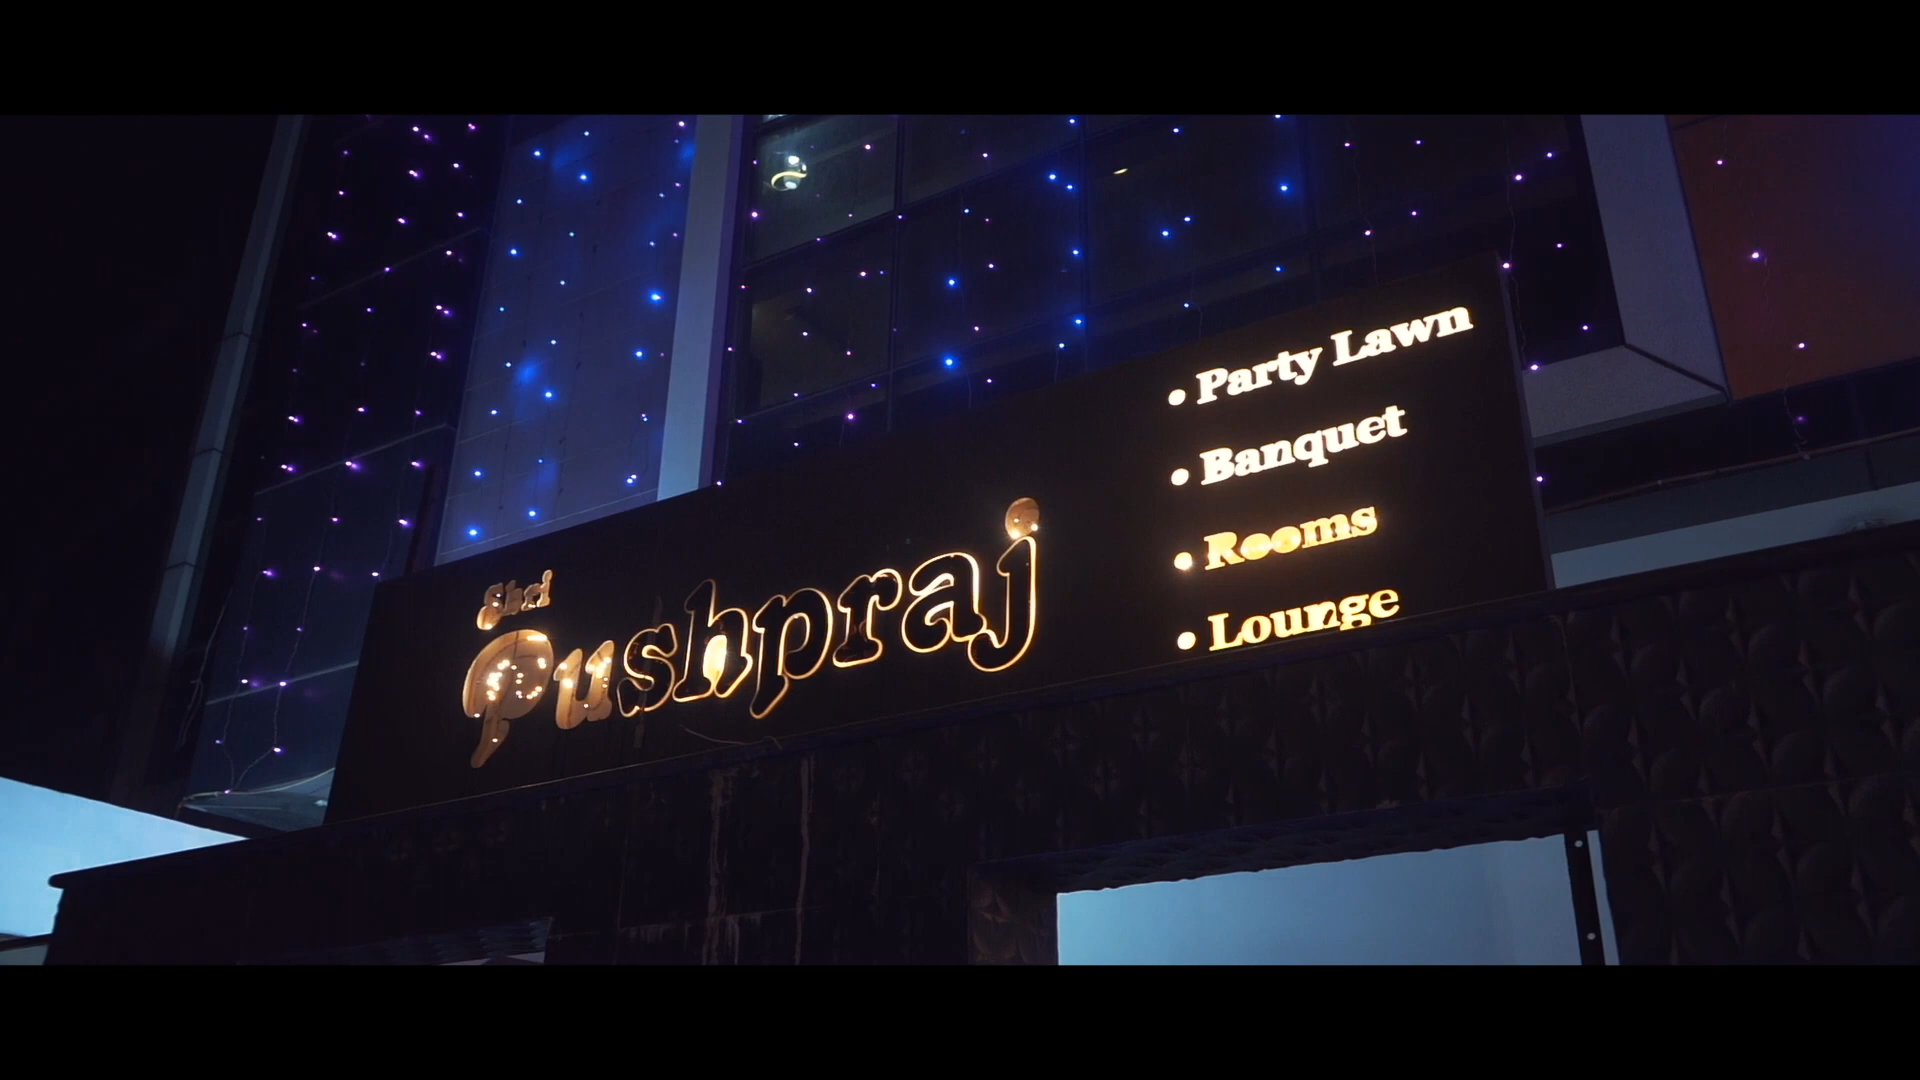 Shri
Pushpraj
• Party Lawn
• Banquet
• Rooms
• Lounge